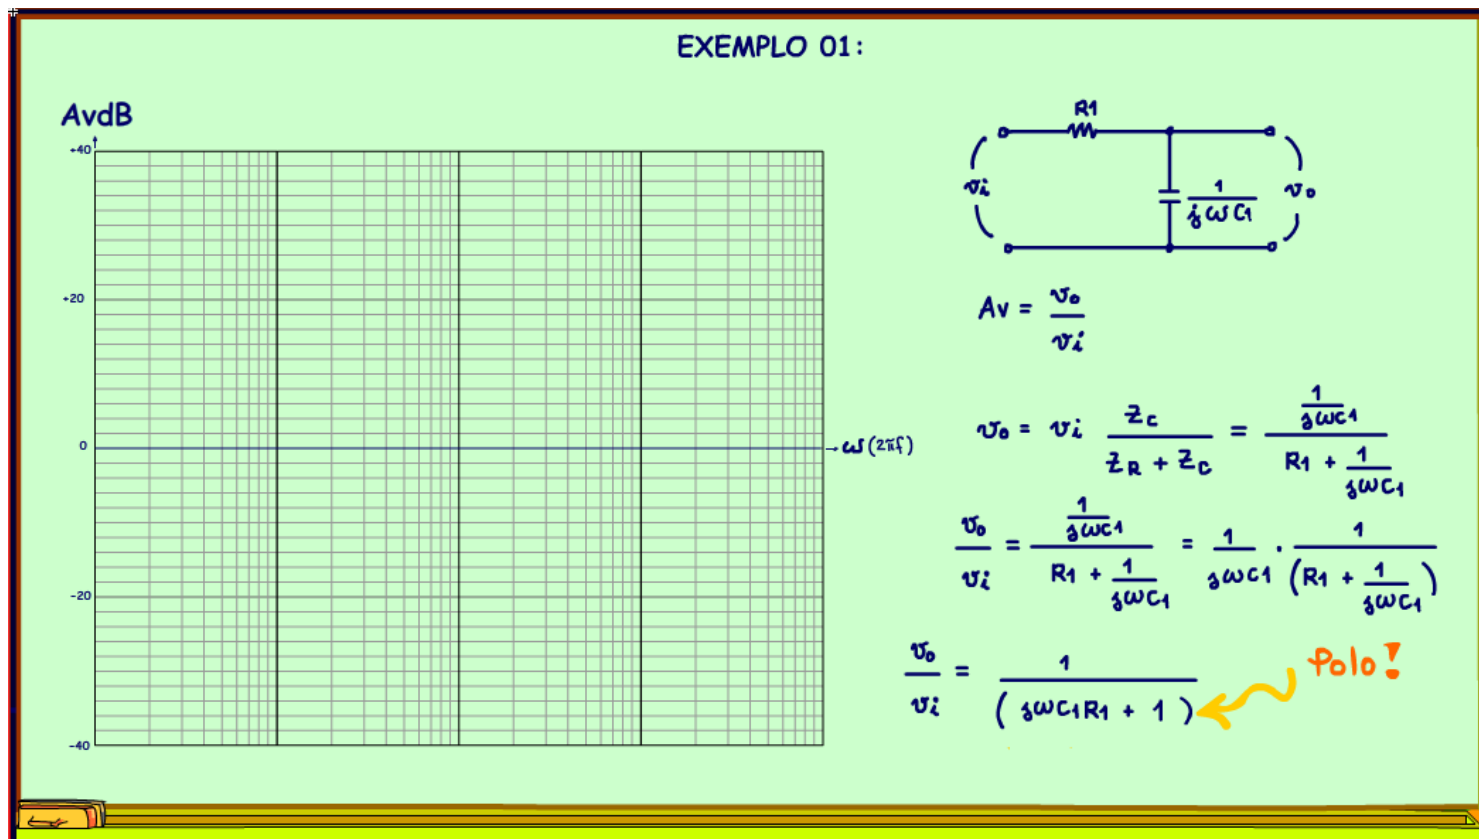 EXEMPLO 01:
AvdB
+40
+20
0
-20
-40
ω(2πf)
R1
vi
1
jωC1
vo
Av = vo
vi
vo = vi Zc / ZR + Zc = 1/jωC1 / R1 + 1/jωC1
vo/vi = 1/jωC1 / R1 + 1/jωC1 = 1/jωC1 . 1/(R1 + 1/jωC1)
vo/vi = 1/(jωC1R1 + 1)
Polo!